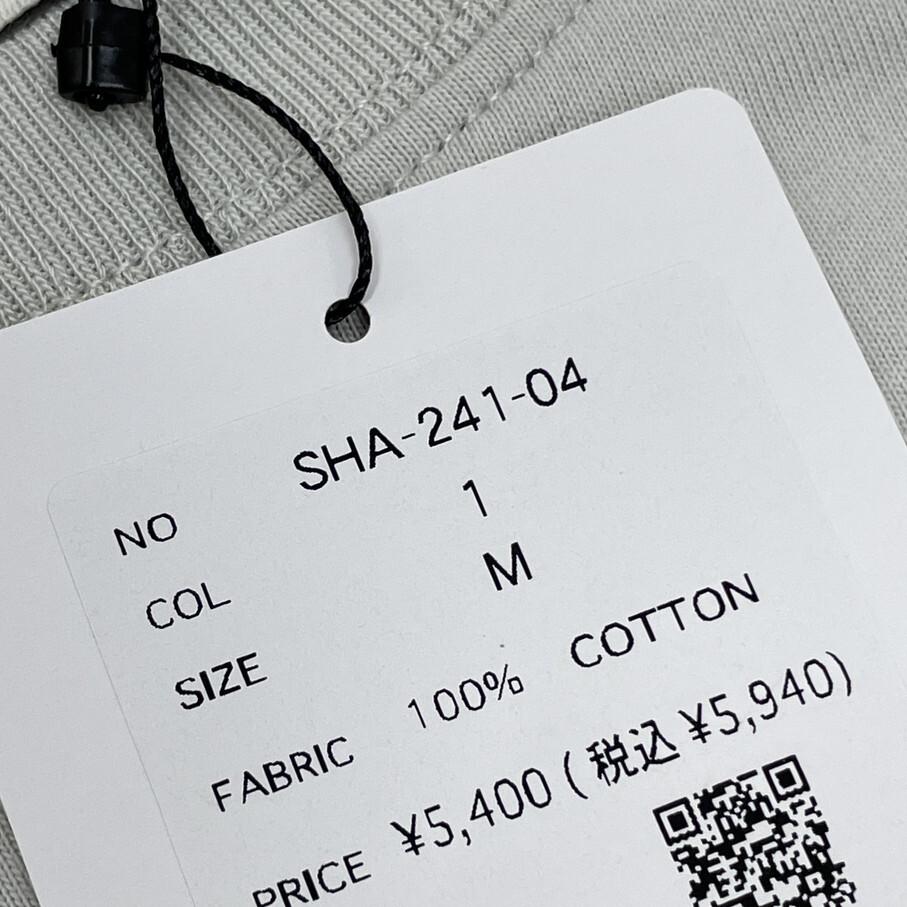 NO SHA-241-04
COL 1
SIZE M
FABRIC 100% COTTON
PRICE ¥5,400 (税込 ¥5,940)